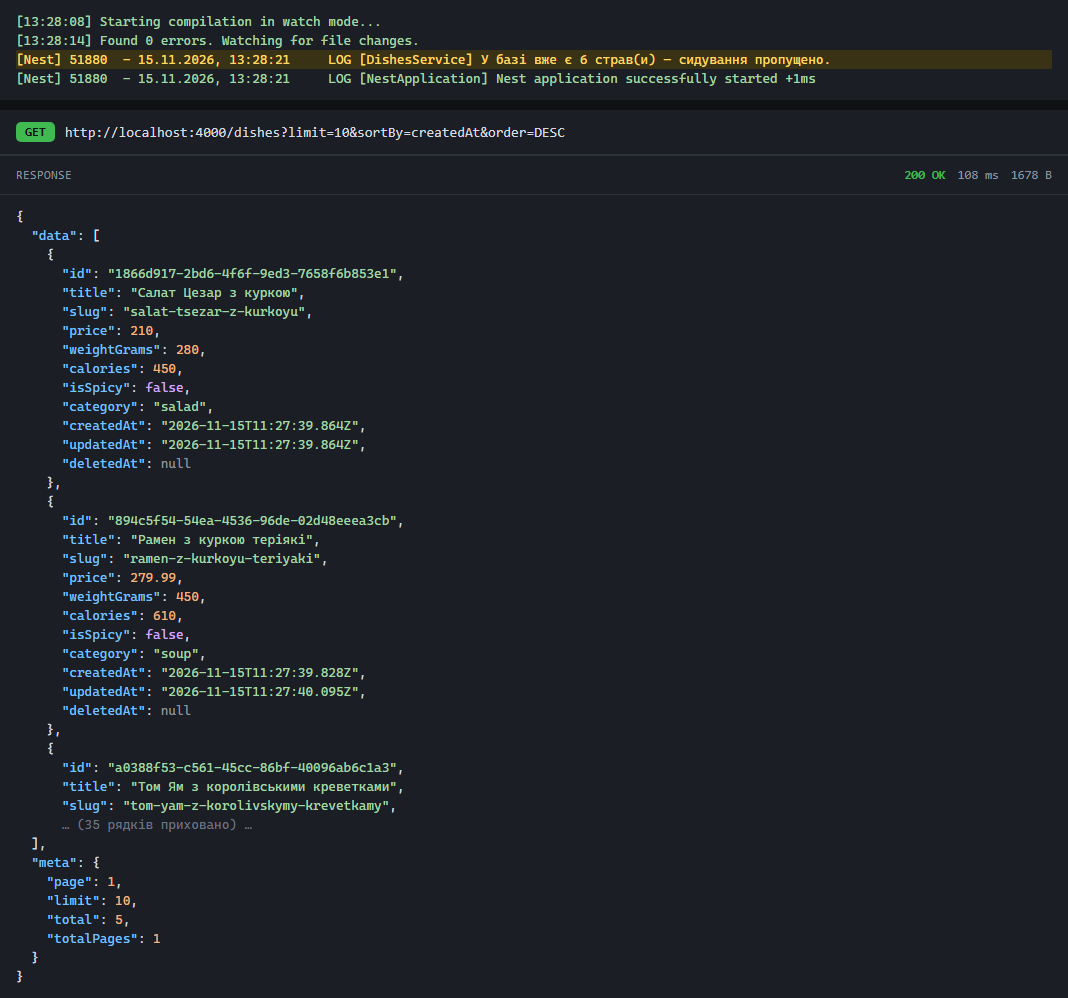 [13:28:08] Starting compilation in watch mode...
[13:28:14] Found 0 errors. Watching for file changes.
[Nest] 51880  – 15.11.2026, 13:28:21     LOG [DishesService] У базі вже є 6 страв(и) — сидування пропущено.
[Nest] 51880  – 15.11.2026, 13:28:21     LOG [NestApplication] Nest application successfully started +1ms
GET http://localhost:4000/dishes?limit=10&sortBy=createdAt&order=DESC
RESPONSE 200 OK 108 ms 1678 B
{
  "data": [
    {
      "id": "1866d917-2bd6-4f6f-9ed3-7658f6b853e1",
      "title": "Салат Цезар з куркою",
      "slug": "salat-tsezar-z-kurkoyu",
      "price": 210,
      "weightGrams": 280,
      "calories": 450,
      "isSpicy": false,
      "category": "salad",
      "createdAt": "2026-11-15T11:27:39.864Z",
      "updatedAt": "2026-11-15T11:27:39.864Z",
      "deletedAt": null
    },
    {
      "id": "894c5f54-54ea-4536-96de-02d48eeea3cb",
      "title": "Рамен з куркою теріякі",
      "slug": "ramen-z-kurkoyu-teriyaki",
      "price": 279.99,
      "weightGrams": 450,
      "calories": 610,
      "isSpicy": false,
      "category": "soup",
      "createdAt": "2026-11-15T11:27:39.828Z",
      "updatedAt": "2026-11-15T11:27:40.095Z",
      "deletedAt": null
    },
    {
      "id": "a0388f53-c561-45cc-86bf-40096ab6c1a3",
      "title": "Том Ям з королівськими креветками",
      "slug": "tom-yam-z-korolivskymy-krevetkamy",
      … (35 рядків приховано) …
  ],
  "meta": {
    "page": 1,
    "limit": 10,
    "total": 5,
    "totalPages": 1
  }
}